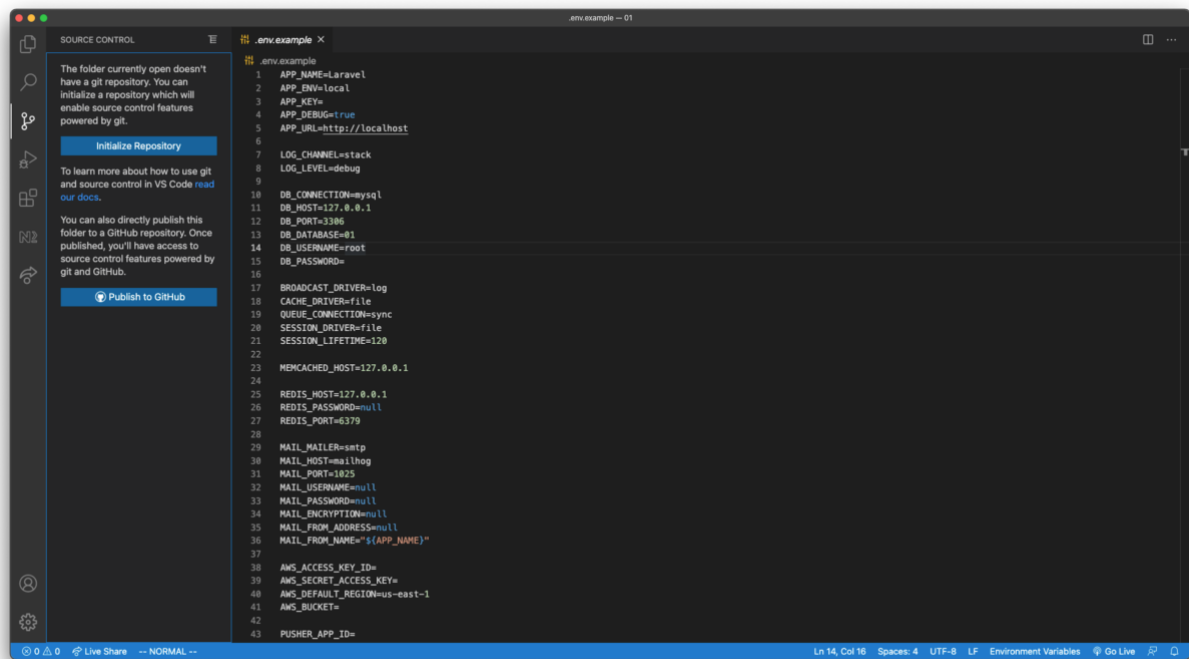 .env.example — 01
SOURCE CONTROL
The folder currently open doesn't
have a git repository. You can
initialize a repository which will
enable source control features
powered by git.
Initialize Repository
To learn more about how to use git
and source control in VS Code read
our docs.
You can also directly publish this
folder to a GitHub repository. Once
published, you'll have access to
source control features powered by
git and GitHub.
Publish to GitHub
.env.example
.env.example
1 APP_NAME=Laravel
2 APP_ENV=local
3 APP_KEY=
4 APP_DEBUG=true
5 APP_URL=http://localhost
6
7 LOG_CHANNEL=stack
8 LOG_LEVEL=debug
9
10 DB_CONNECTION=mysql
11 DB_HOST=127.0.0.1
12 DB_PORT=3306
13 DB_DATABASE=01
14 DB_USERNAME=root
15 DB_PASSWORD=
16
17 BROADCAST_DRIVER=log
18 CACHE_DRIVER=file
19 QUEUE_CONNECTION=sync
20 SESSION_DRIVER=file
21 SESSION_LIFETIME=120
22
23 MEMCACHED_HOST=127.0.0.1
24
25 REDIS_HOST=127.0.0.1
26 REDIS_PASSWORD=null
27 REDIS_PORT=6379
28
29 MAIL_MAILER=smtp
30 MAIL_HOST=mailhog
31 MAIL_PORT=1025
32 MAIL_USERNAME=null
33 MAIL_PASSWORD=null
34 MAIL_ENCRYPTION=null
35 MAIL_FROM_ADDRESS=null
36 MAIL_FROM_NAME="${APP_NAME}"
37
38 AWS_ACCESS_KEY_ID=
39 AWS_SECRET_ACCESS_KEY=
40 AWS_DEFAULT_REGION=us-east-1
41 AWS_BUCKET=
42
43 PUSHER_APP_ID=
0 0 Live Share -- NORMAL -- Ln 14, Col 16 Spaces: 4 UTF-8 LF Environment Variables Go Live